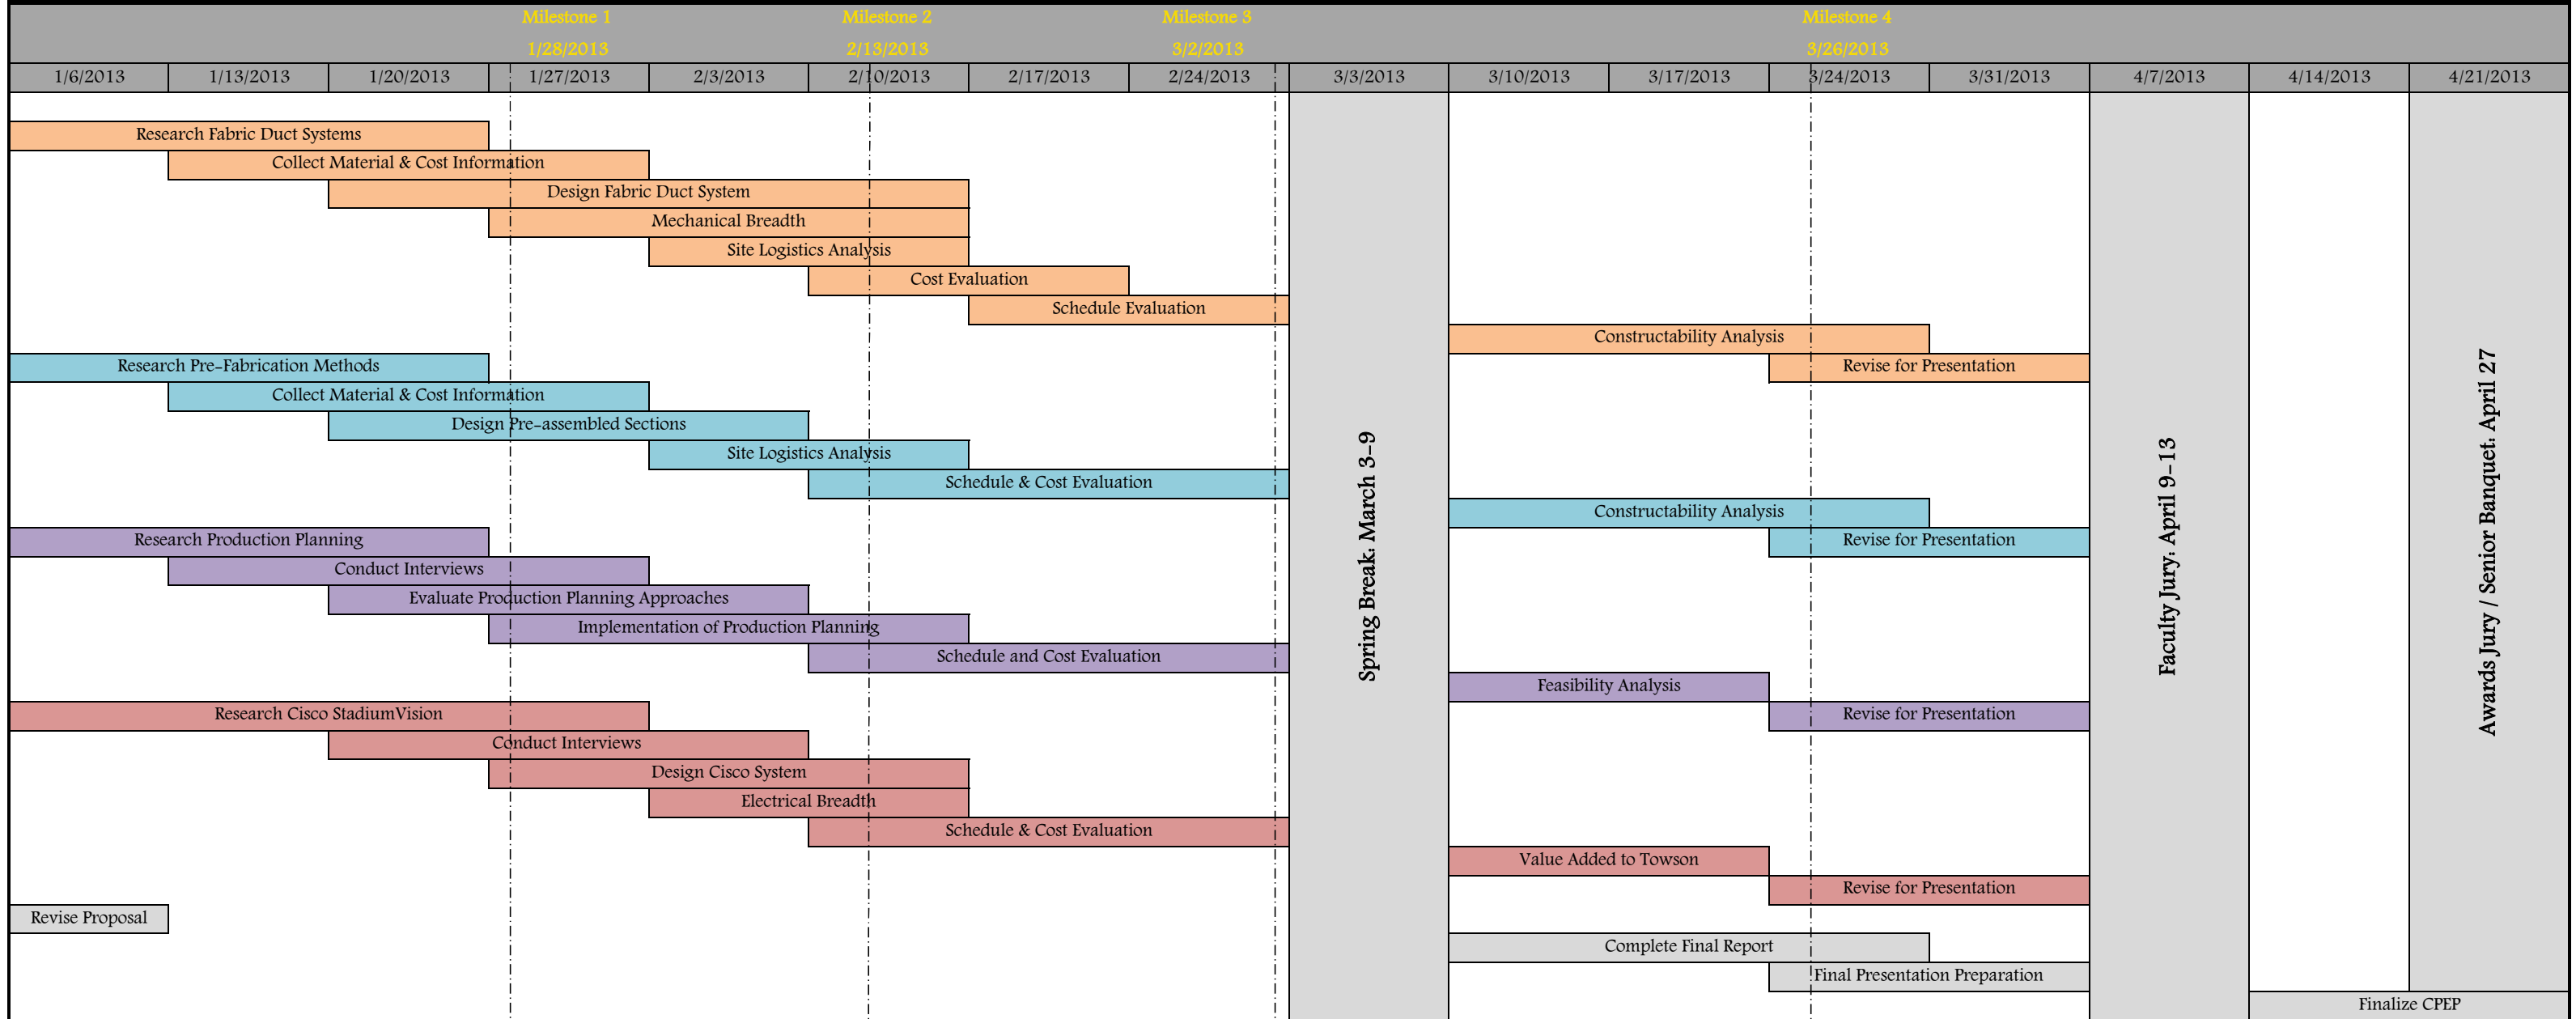 Milestone 1
Milestone 2
Milestone 3
Milestone 4
1/28/2013
2/13/2013
3/2/2013
3/26/2013
1/6/2013
1/13/2013
1/20/2013
1/27/2013
2/3/2013
2/10/2013
2/17/2013
2/24/2013
3/3/2013
3/10/2013
3/17/2013
3/24/2013
3/31/2013
4/7/2013
4/14/2013
4/21/2013
Research Fabric Duct Systems
Collect Material & Cost Information
Design Fabric Duct System
Mechanical Breadth
Site Logistics Analysis
Cost Evaluation
Schedule Evaluation
Constructability Analysis
Revise for Presentation
Research Pre-Fabrication Methods
Collect Material & Cost Information
Design Pre-assembled Sections
Site Logistics Analysis
Schedule & Cost Evaluation
Constructability Analysis
Revise for Presentation
Research Production Planning
Conduct Interviews
Evaluate Production Planning Approaches
Implementation of Production Planning
Schedule and Cost Evaluation
Feasibility Analysis
Revise for Presentation
Research Cisco StadiumVision
Conduct Interviews
Design Cisco System
Electrical Breadth
Schedule & Cost Evaluation
Value Added to Towson
Revise for Presentation
Revise Proposal
Complete Final Report
Final Presentation Preparation
Finalize CPEP
Spring Break: March 3-9
Faculty Jury: April 9-13
Awards Jury / Senior Banquet: April 27